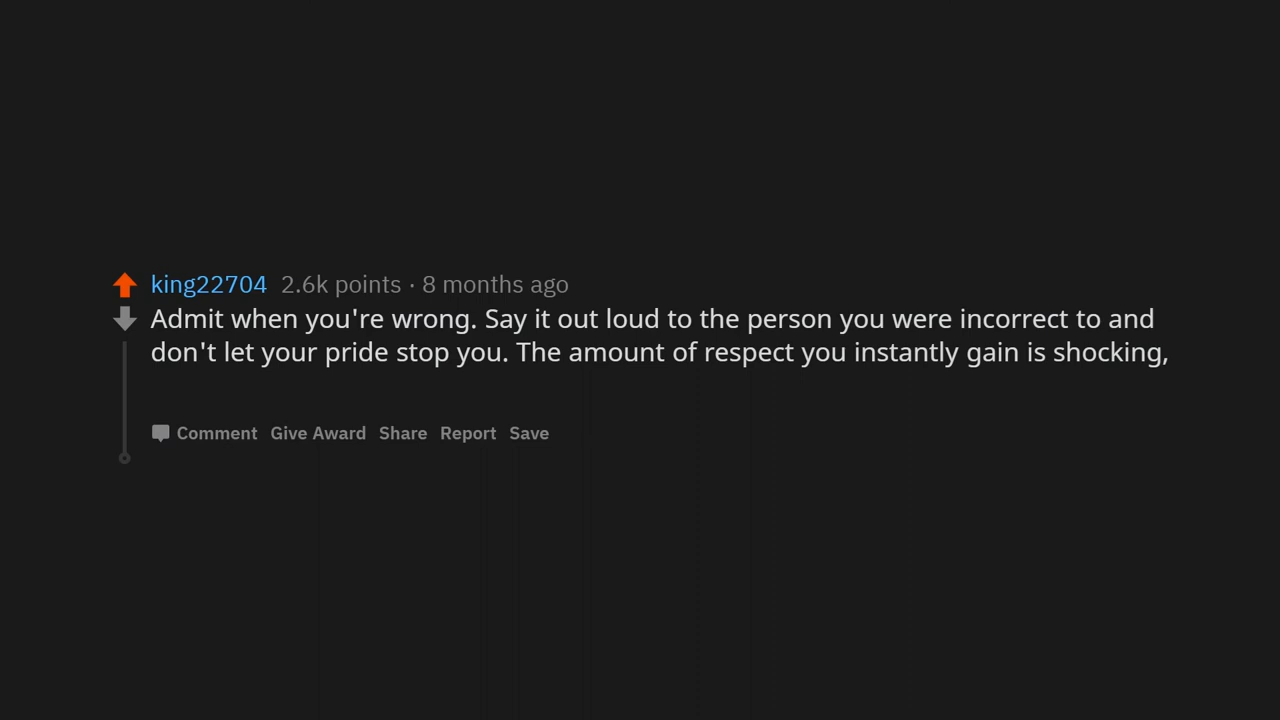 king22704 2.6k points · 8 months ago
Admit when you're wrong. Say it out loud to the person you were incorrect to and
don't let your pride stop you. The amount of respect you instantly gain is shocking,
Comment Give Award Share Report Save